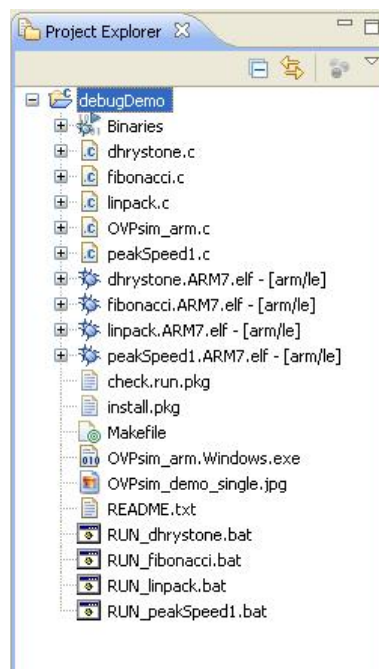 Project Explorer
debugDemo
Binaries
dhrystone.c
fibonacci.c
linpack.c
OVPsim_arm.c
peakSpeed1.c
dhrystone.ARM7.elf - [arm/le]
fibonacci.ARM7.elf - [arm/le]
linpack.ARM7.elf - [arm/le]
peakSpeed1.ARM7.elf - [arm/le]
check.run.pkg
install.pkg
Makefile
OVPsim_arm.Windows.exe
OVPsim_demo_single.jpg
README.txt
RUN_dhrystone.bat
RUN_fibonacci.bat
RUN_linpack.bat
RUN_peakSpeed1.bat